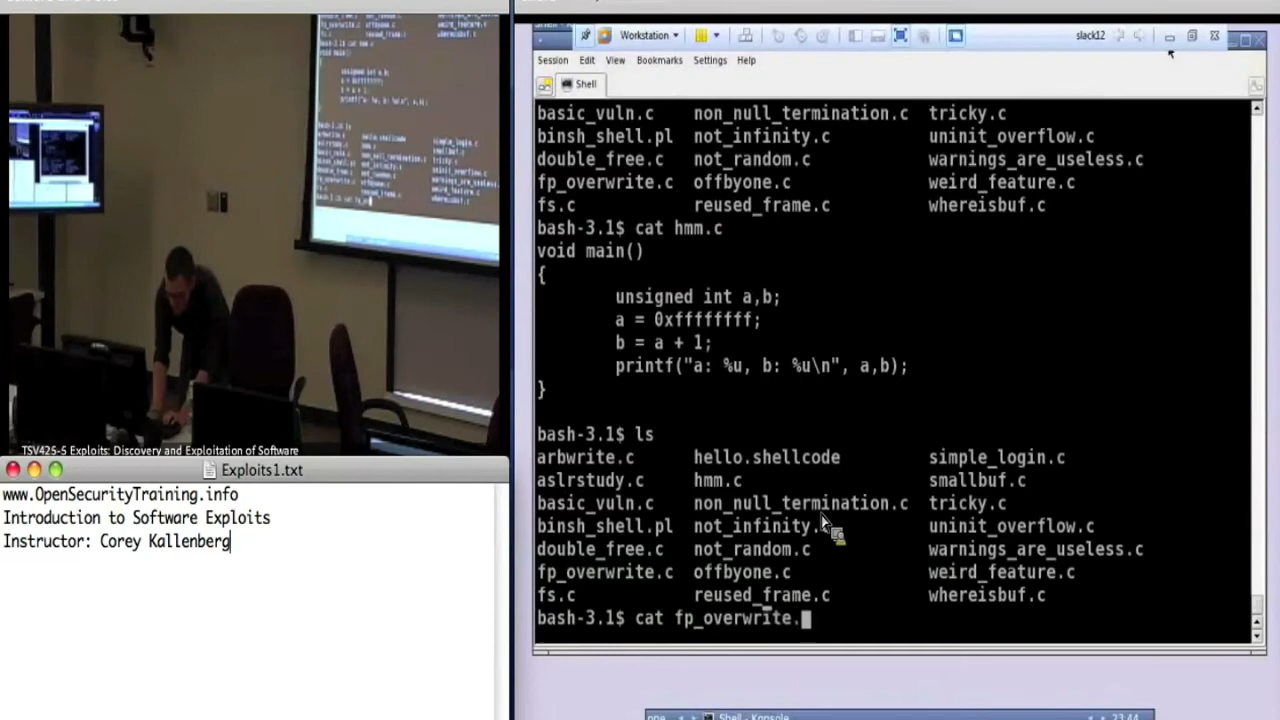 Workstation
slack12
Session Edit View Bookmarks Settings Help
Shell
basic_vuln.c non_null_termination.c tricky.c
binsh_shell.pl not_infinity.c uninit_overflow.c
double_free.c not_random.c warnings_are_useless.c
fp_overwrite.c offbyone.c weird_feature.c
fs.c reused_frame.c whereisbuf.c
bash-3.1$ cat hmm.c
void main()
{
unsigned int a,b;
a = 0xffffffff;
b = a + 1;
printf("a: %u, b: %u\n", a,b);
}
bash-3.1$ ls
arbwrite.c hello.shellcode simple_login.c
aslrstudy.c hmm.c smallbuf.c
basic_vuln.c non_null_termination.c tricky.c
binsh_shell.pl not_infinity.c uninit_overflow.c
double_free.c not_random.c warnings_are_useless.c
fp_overwrite.c offbyone.c weird_feature.c
fs.c reused_frame.c whereisbuf.c
bash-3.1$ cat fp_overwrite.
Shell - Konsole
23:44
TSV425-5 Exploits: Discovery and Exploitation of Software
Exploits1.txt
www.OpenSecurityTraining.info
Introduction to Software Exploits
Instructor: Corey Kallenberg